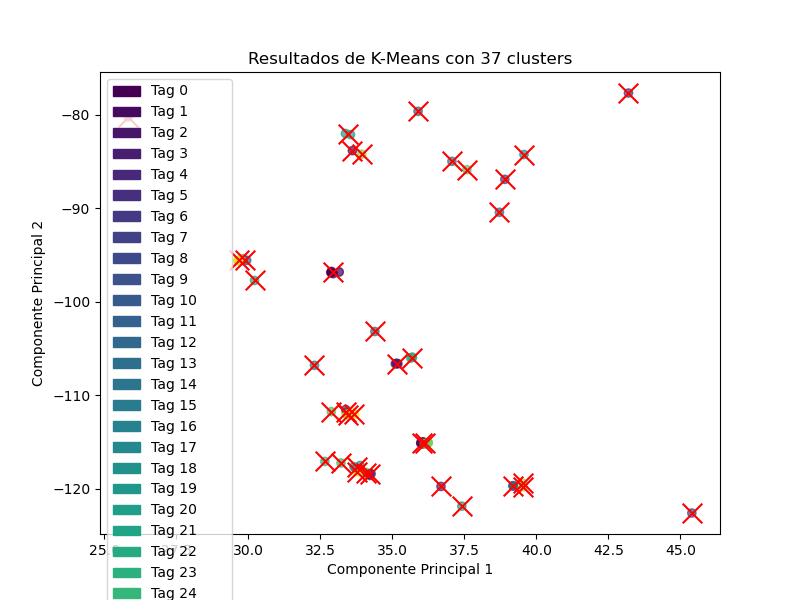 Resultados de K-Means con 37 clusters
Tag 0
Tag 1
Tag 2
Tag 3
Tag 4
Tag 5
Tag 6
Tag 7
Tag 8
Tag 9
Tag 10
Tag 11
Tag 12
Tag 13
Tag 14
Tag 15
Tag 16
Tag 17
Tag 18
Tag 19
Tag 20
Tag 21
Tag 22
Tag 23
Tag 24
Componente Principal 2
−80
−90
−100
−110
−120
30.0 32.5 35.0 37.5 40.0 42.5 45.0
Componente Principal 1